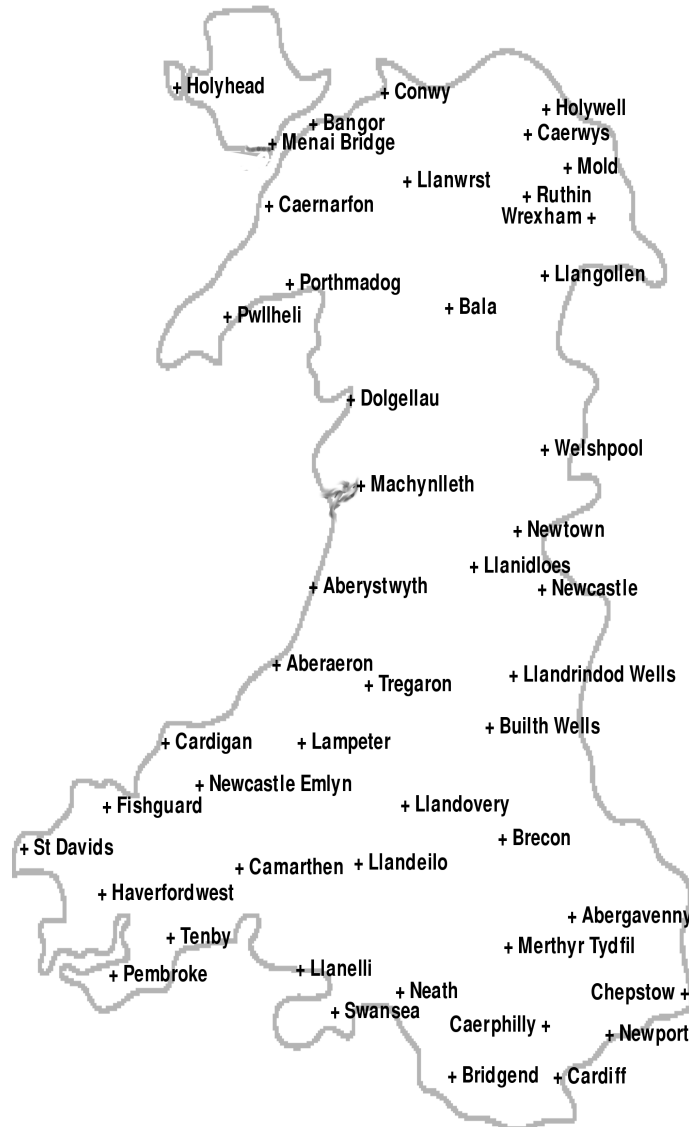 + Holyhead
+ Conwy
+ Holywell
+ Bangor
+ Caerwys
+ Menai Bridge
+ Mold
+ Llanwrst
+ Ruthin
+ Caernarfon
Wrexham +
+ Llangollen
+ Porthmadog
+ Bala
+ Pwllheli
+ Dolgellau
+ Welshpool
+ Machynlleth
+ Newtown
+ Llanidloes
+ Aberystwyth
+ Newcastle
+ Aberaeron
+ Llandrindod Wells
+ Tregaron
+ Builth Wells
+ Cardigan
+ Lampeter
+ Newcastle Emlyn
+ Fishguard
+ Llandovery
+ Brecon
+ St Davids
+ Camarthen
+ Llandeilo
+ Haverfordwest
+ Abergavenny
+ Tenby
+ Merthyr Tydfil
+ Llanelli
+ Pembroke
+ Neath
Chepstow +
+ Swansea
Caerphilly +
+ Newport
+ Bridgend
+ Cardiff